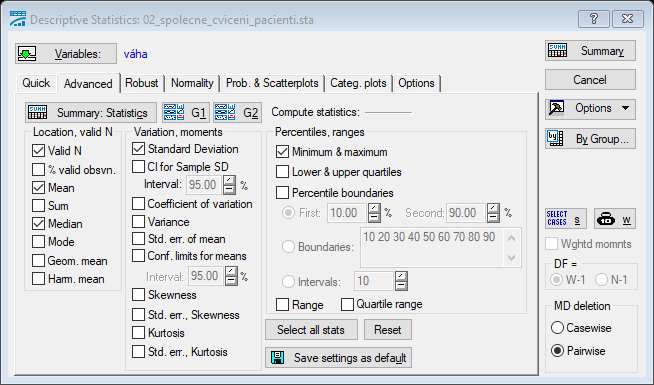 Descriptive Statistics: 02_spolecne_cviceni_pacienti.sta
? X
Variables: váha
Summary
Cancel
Options
By Group...
SELECT CASES S
W
Wghtd momnts
DF =
W-1 N-1
MD deletion
Casewise
Pairwise
Quick Advanced Robust Normality Prob. & Scatterplots Categ. plots Options
SUMM Summary: Statistics G1 G2 Compute statistics:
Location, valid N
Valid N
% valid obsvn.
Mean
Sum
Median
Mode
Geom. mean
Harm. mean
Variation, moments
Standard Deviation
CI for Sample SD
Interval: 95.00 %
Coefficient of variation
Variance
Std. err. of mean
Conf. limits for means
Interval: 95.00 %
Skewness
Std. err., Skewness
Kurtosis
Std. err., Kurtosis
Percentiles, ranges
Minimum & maximum
Lower & upper quartiles
Percentile boundaries
First: 10.00 % Second: 90.00 %
Boundaries: 10 20 30 40 50 60 70 80 90
Intervals: 10
Range Quartile range
Select all stats Reset
Save settings as default